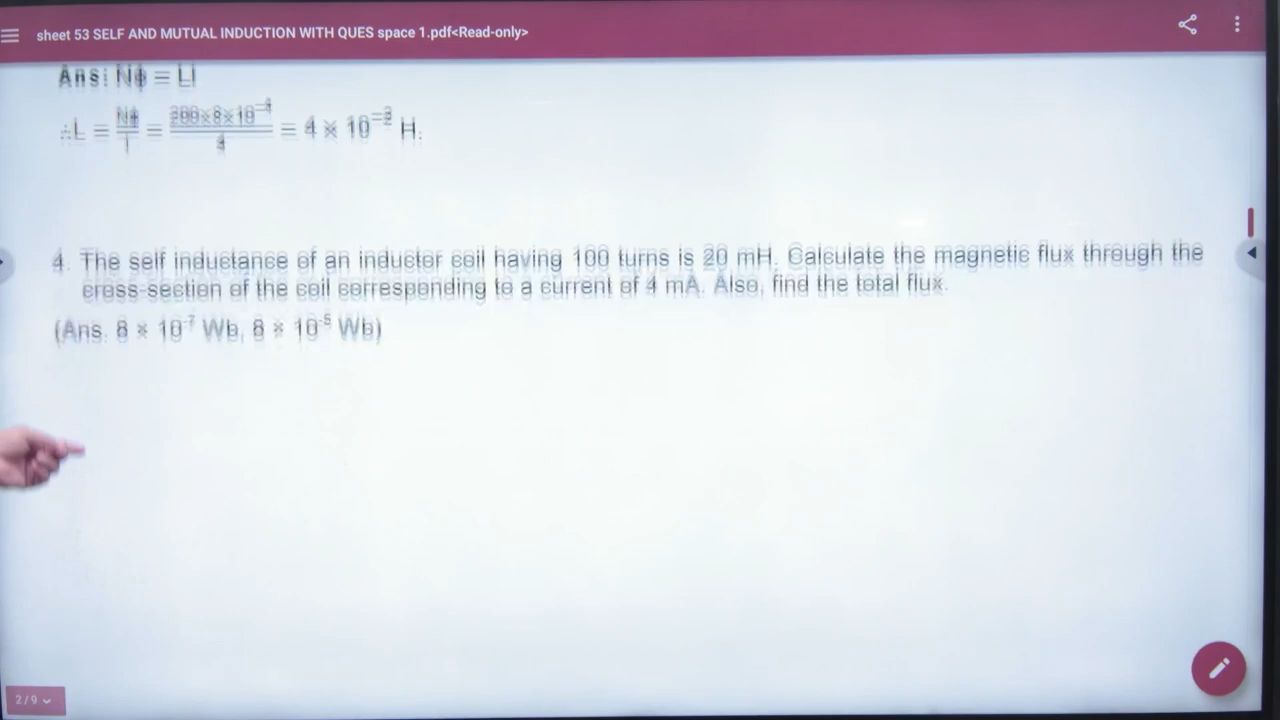 sheet 53 SELF AND MUTUAL INDUCTION WITH QUES space 1.pdf<Read-only>
Ans: Nϕ = LI
∴L = Nϕ/I = 200×8×10⁻⁴/4 = 4 × 10⁻² H.
4. The self inductance of an inductor coil having 100 turns is 20 mH. Calculate the magnetic flux through the
cross-section of the coil corresponding to a current of 4 mA. Also, find the total flux.
(Ans. 8 × 10⁻⁷ Wb, 8 × 10⁻⁵ Wb)
2/9